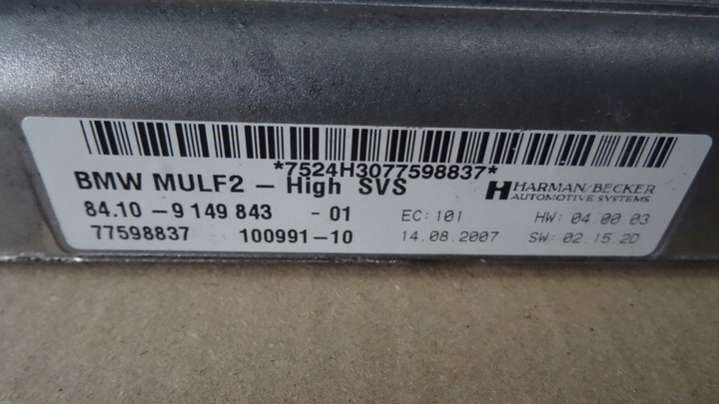 *7524H3077598837*
BMW MULF2 – High SVS
HARMAN/BECKER
AUTOMOTIVE SYSTEMS
84.10 – 9 149 843 - 01 EC: 101 HW: 04.00.03
77598837 100991-10 14.08.2007 SW: 02.15.20